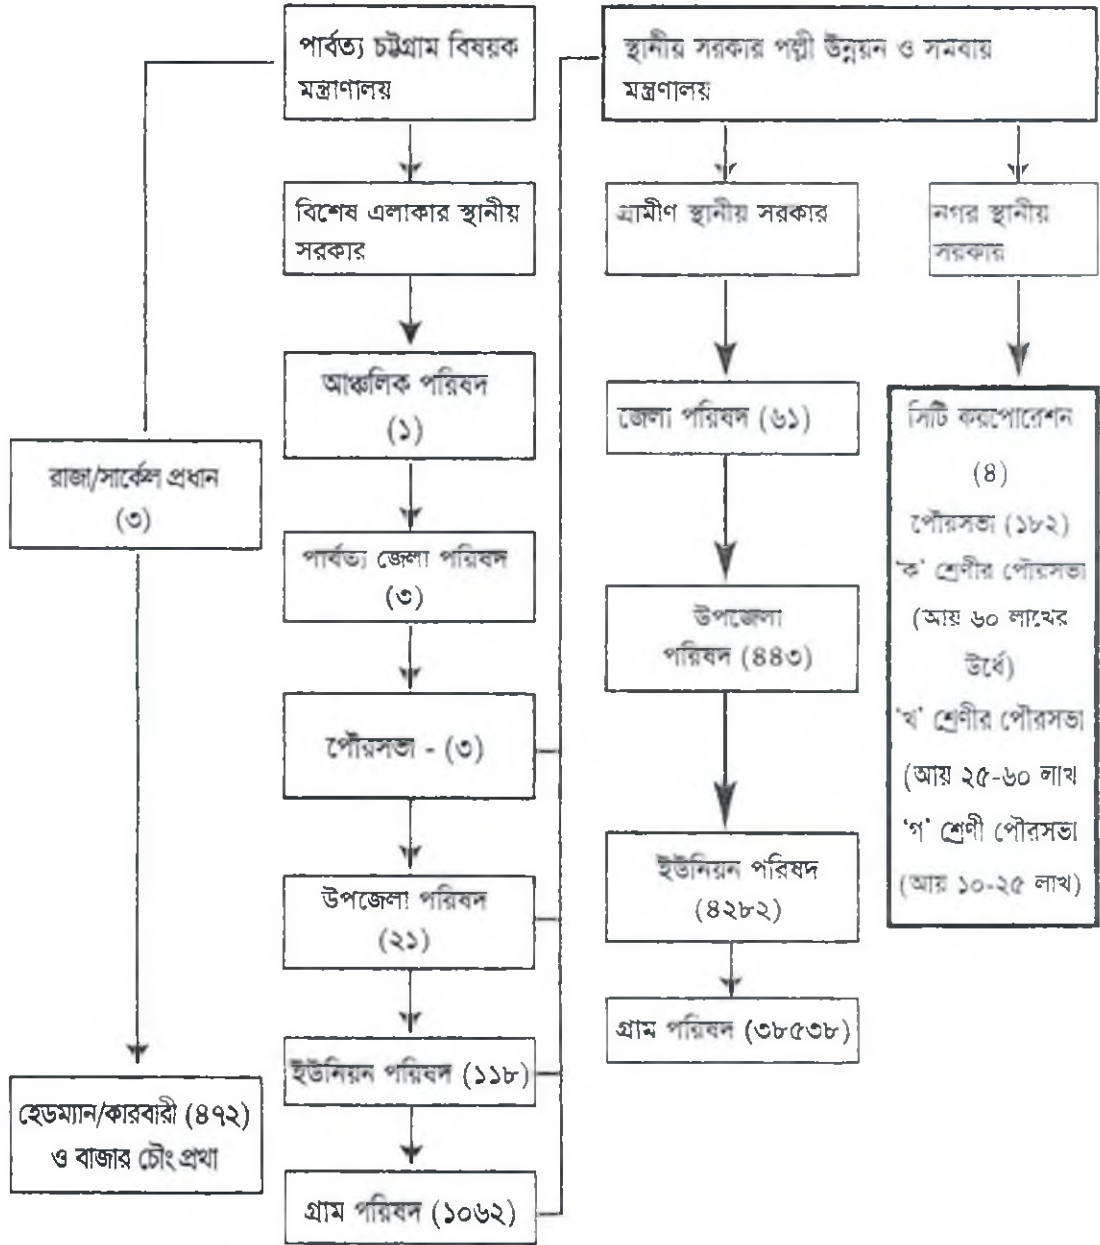 পার্বত্য চট্টগ্রাম বিষয়ক
মন্ত্রাণালয়
স্থানীয় সরকার পল্লী উন্নয়ন ও সমবায়
মন্ত্রণালয়
বিশেষ এলাকার স্থানীয়
সরকার
গ্রামীণ স্থানীয় সরকার
নগর স্থানীয়
সরকার
আঞ্চলিক পরিষদ
(১)
জেলা পরিষদ (৬১)
সিটি করপোরেশন
(৪)
পৌরসভা (১৮২)
'ক' শ্রেণীর পৌরসভা
(আয় ৬০ লাখের
উর্ধে)
'খ' শ্রেণীর পৌরসভা
(আয় ২৫-৬০ লাখ
'গ' শ্রেণী পৌরসভা
(আয় ১০-২৫ লাখ)
রাজা/সার্কেল প্রধান
(৩)
পার্বত্য জেলা পরিষদ
(৩)
উপজেলা
পরিষদ (৪৪৩)
পৌরসভা - (৩)
ইউনিয়ন পরিষদ
(৪২৮২)
উপজেলা পরিষদ
(২১)
গ্রাম পরিষদ (৩৮৫৩৮)
ইউনিয়ন পরিষদ (১১৮)
হেডম্যান/কারবারী (৪৭২)
ও বাজার চৌং প্রথা
গ্রাম পরিষদ (১০৬২)